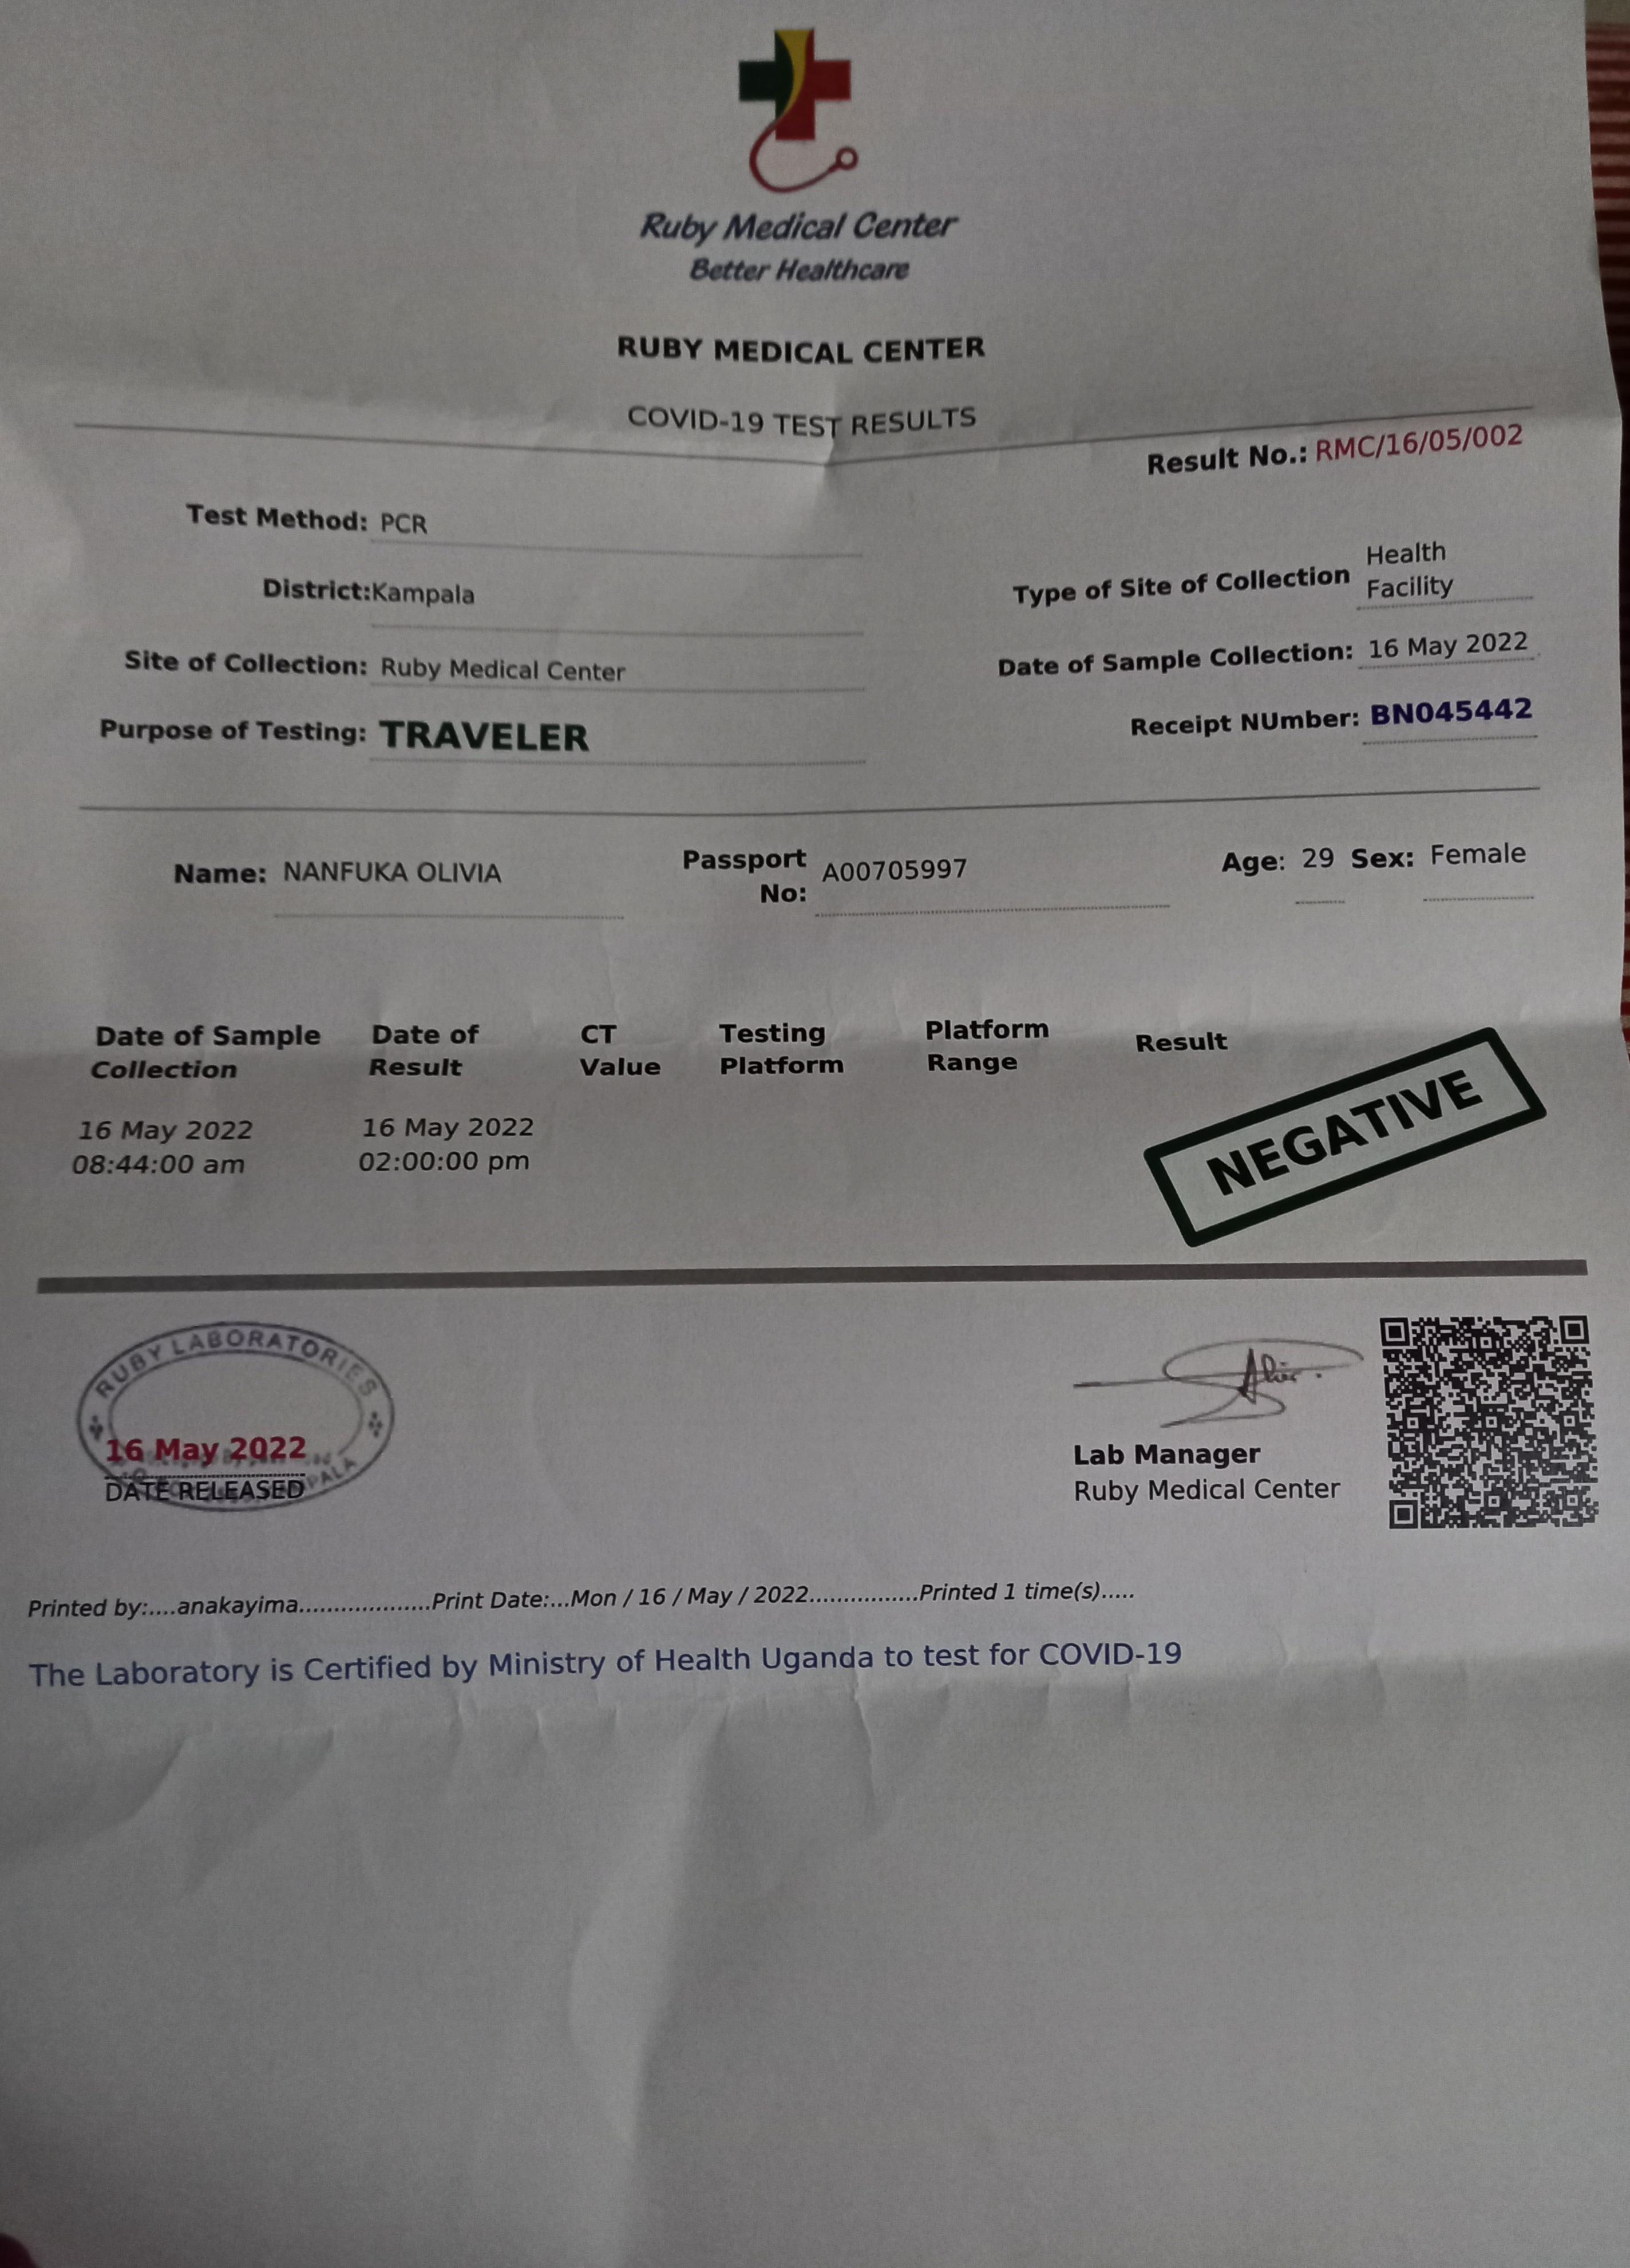 Ruby Medical Center
Better Healthcare
RUBY MEDICAL CENTER
COVID-19 TEST RESULTS
Result No.: RMC/16/05/002
Test Method: PCR
District:Kampala
Type of Site of Collection Health Facility
Site of Collection: Ruby Medical Center
Date of Sample Collection: 16 May 2022
Purpose of Testing: TRAVELER
Receipt NUmber: BN045442
Name: NANFUKA OLIVIA
Passport No: A00705997
Age: 29 Sex: Female
Date of Sample Collection
Date of Result
CT Value
Testing Platform
Platform Range
Result
16 May 2022 08:44:00 am
16 May 2022 02:00:00 pm
NEGATIVE
RUBY LABORATORIES
16 May 2022
DATE RELEASED
Lab Manager
Ruby Medical Center
Printed by:....anakayima...................Print Date:...Mon / 16 / May / 2022................Printed 1 time(s).....
The Laboratory is Certified by Ministry of Health Uganda to test for COVID-19